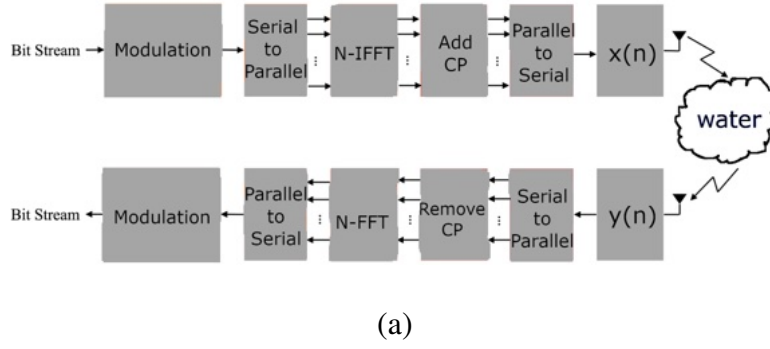 Bit Stream
Modulation
Serial to Parallel
N-IFFT
Add CP
Parallel to Serial
x(n)
water
Bit Stream
Modulation
Parallel to Serial
N-FFT
Remove CP
Serial to Parallel
y(n)
(a)